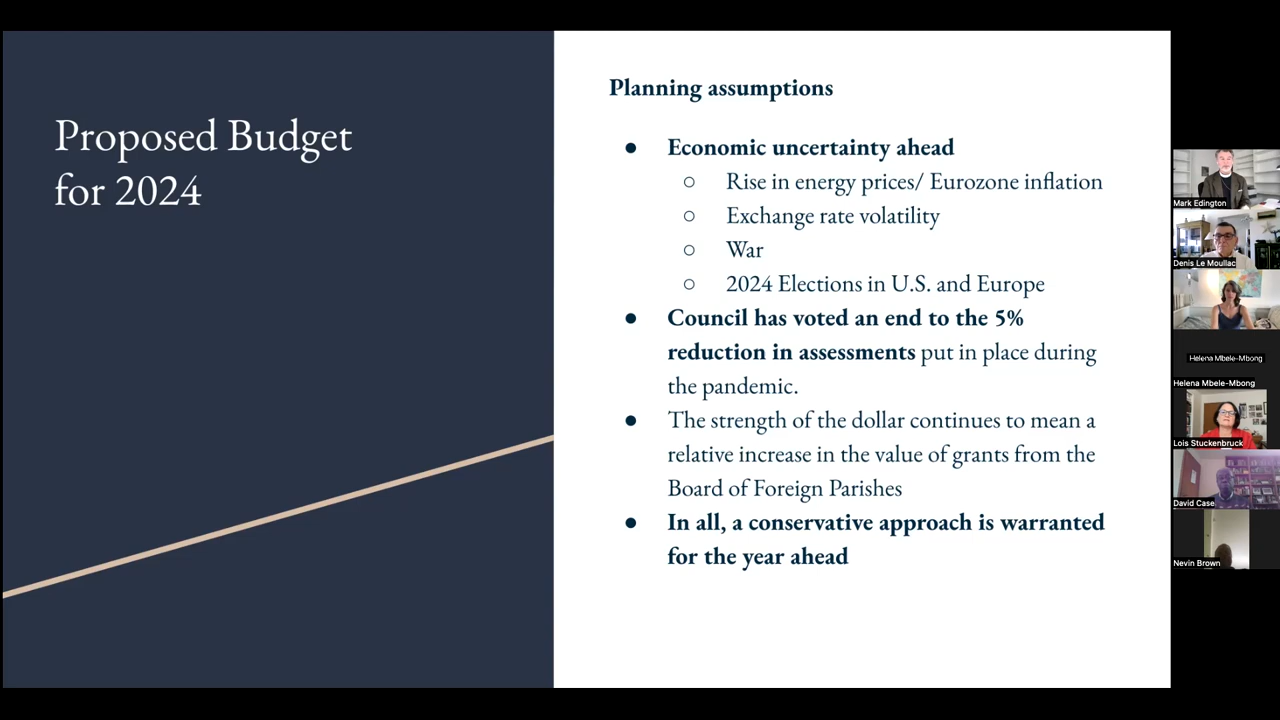 Proposed Budget
for 2024
Planning assumptions
● Economic uncertainty ahead
○ Rise in energy prices/ Eurozone inflation
○ Exchange rate volatility
○ War
○ 2024 Elections in U.S. and Europe
● Council has voted an end to the 5%
reduction in assessments put in place during
the pandemic.
● The strength of the dollar continues to mean a
relative increase in the value of grants from the
Board of Foreign Parishes
● In all, a conservative approach is warranted
for the year ahead
Mark Edington
Denis Le Moullac
Helena Mbele-Mbong
Helena Mbele-Mbong
Lois Stuckenbruck
David Case
Nevin Brown